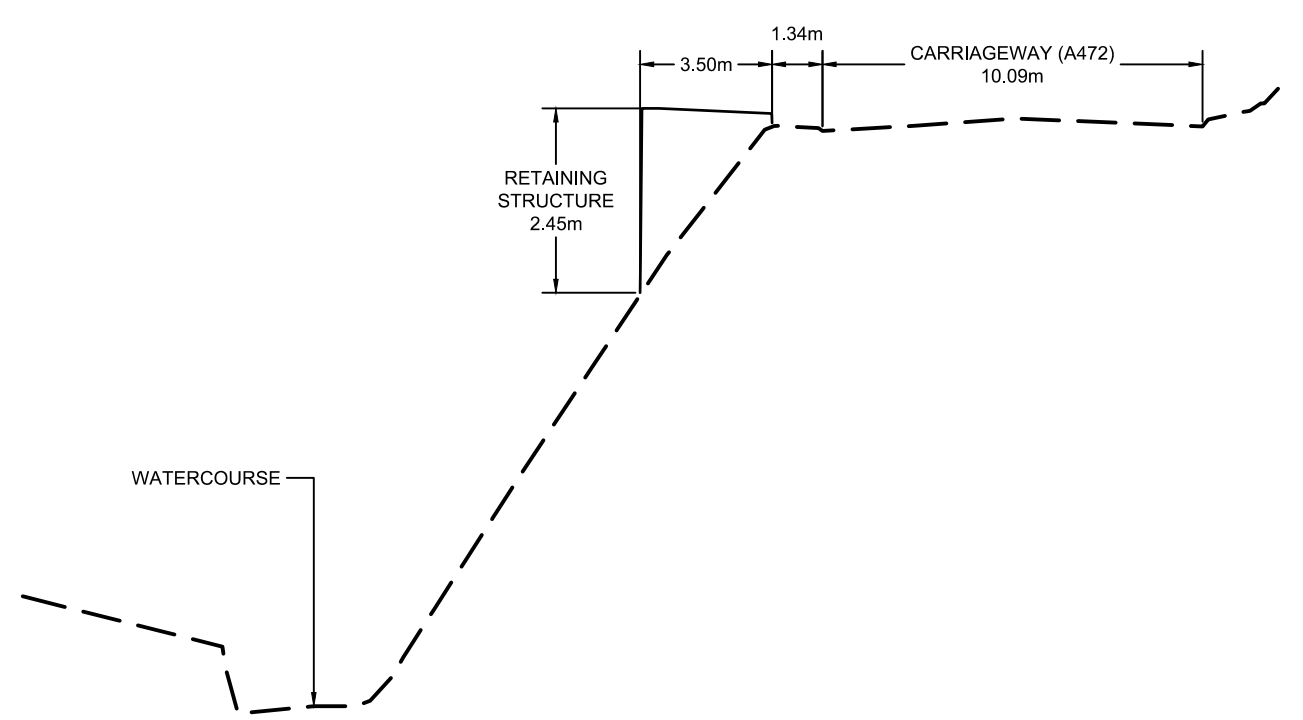 1.34m
3.50m
CARRIAGEWAY (A472)
10.09m
RETAINING
STRUCTURE
2.45m
WATERCOURSE